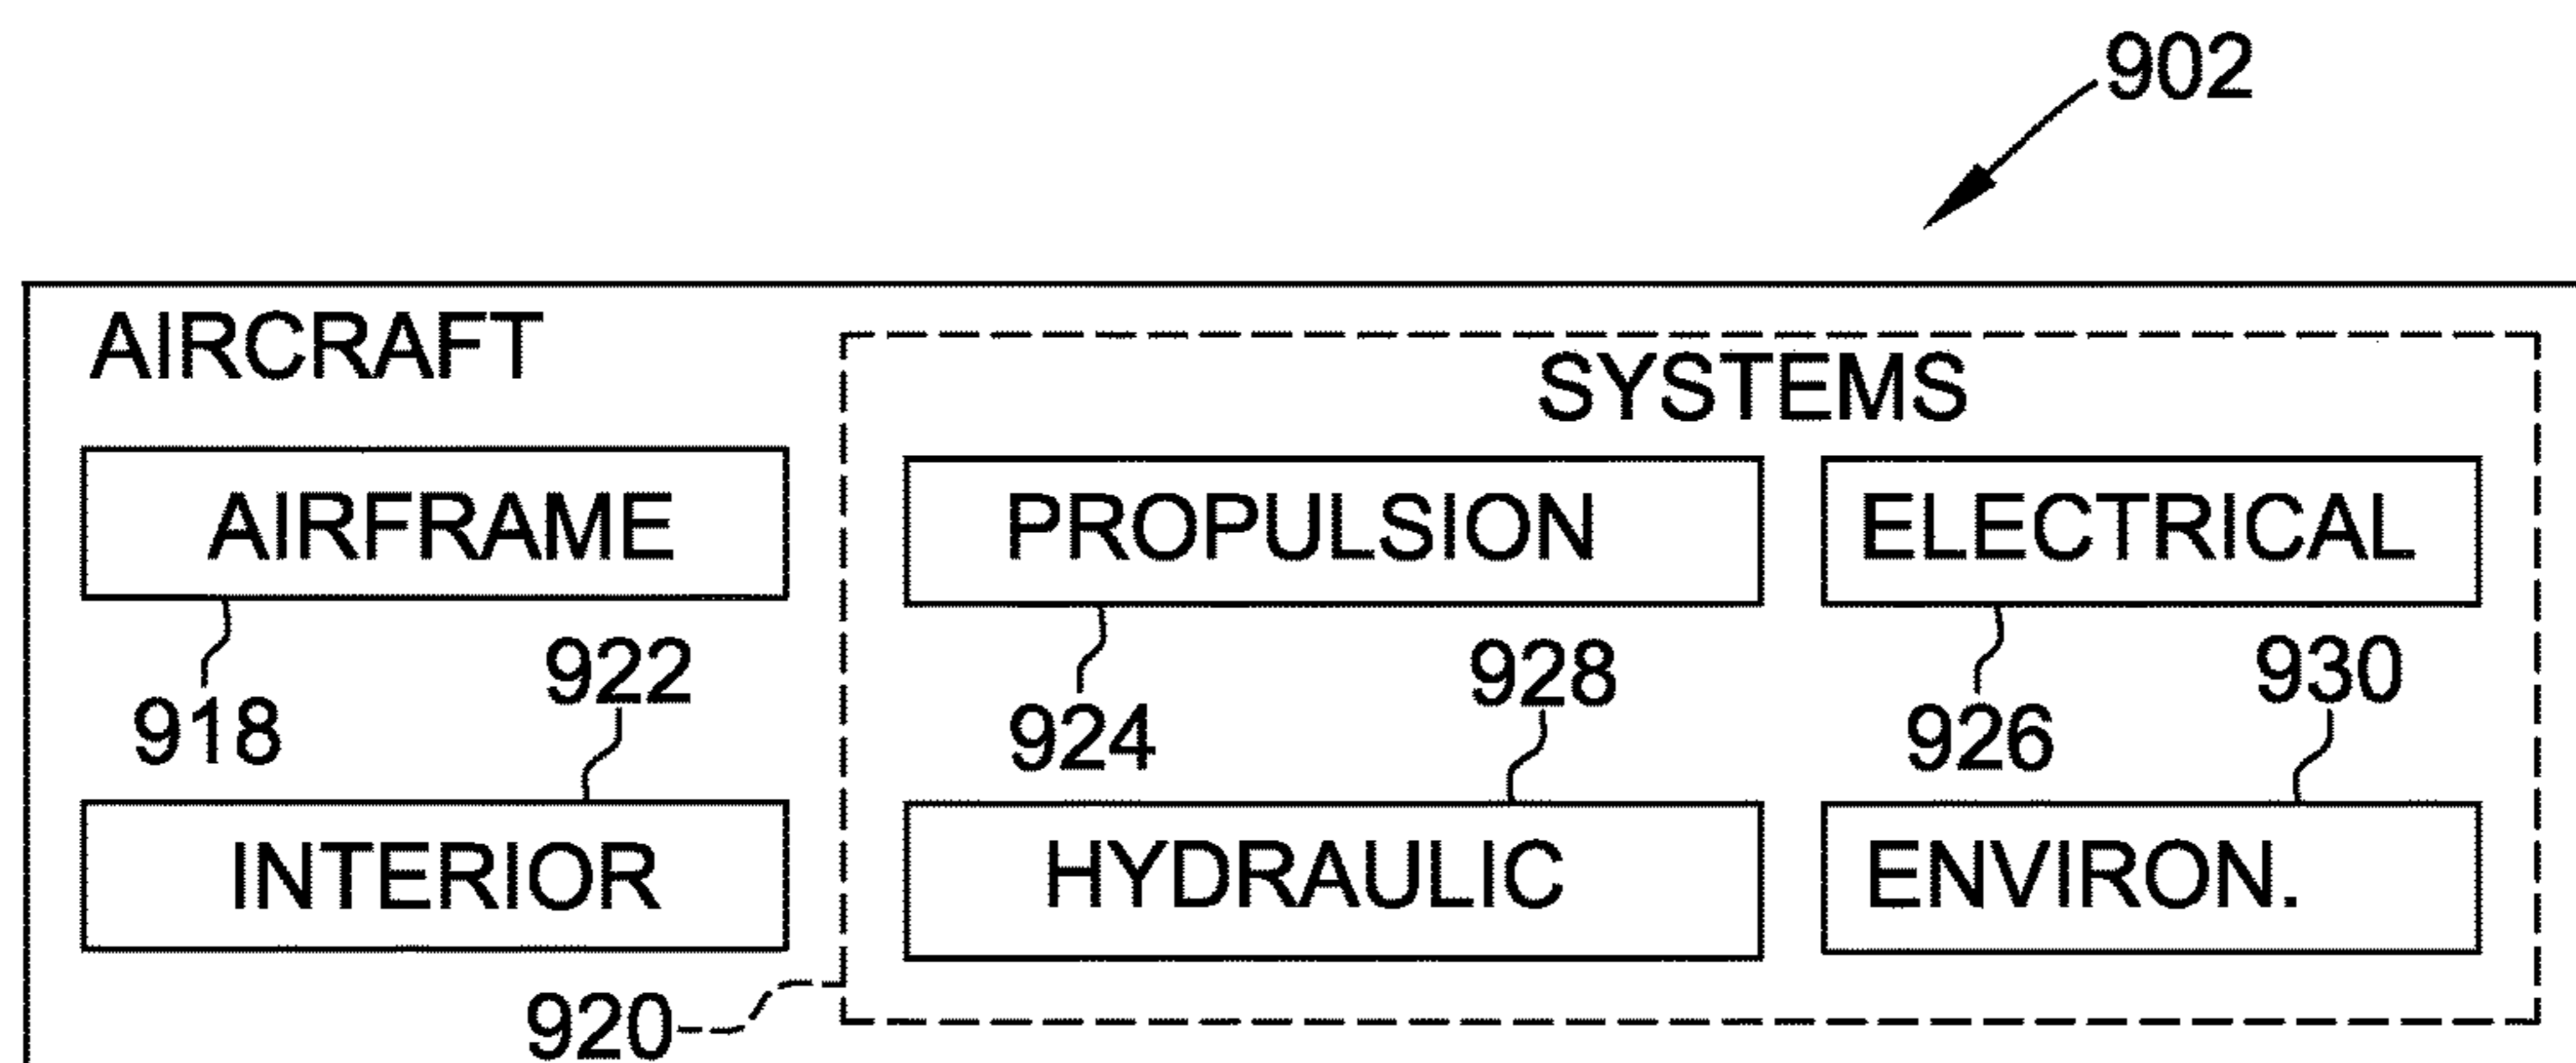 902
AIRCRAFT
SYSTEMS
AIRFRAME
PROPULSION
ELECTRICAL
918
922
924
928
926
930
INTERIOR
HYDRAULIC
ENVIRON.
920